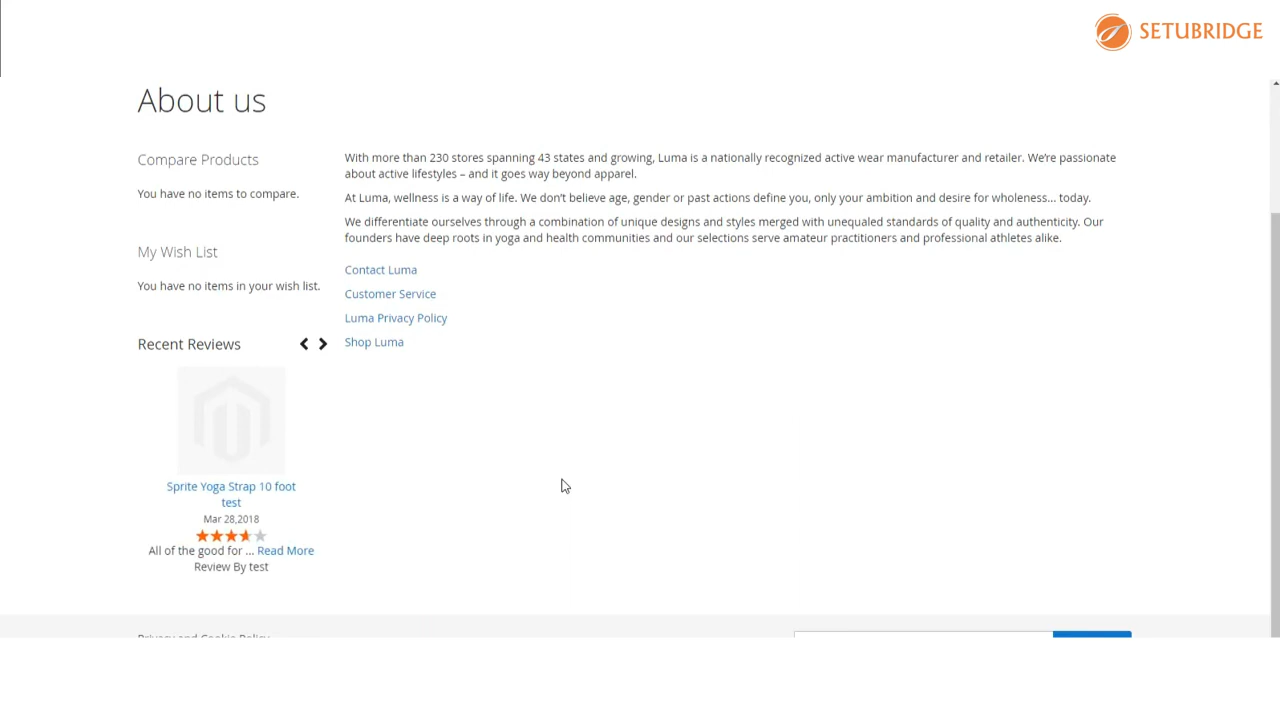 SETUBRIDGE
About us
Compare Products
You have no items to compare.
My Wish List
You have no items in your wish list.
Recent Reviews
Sprite Yoga Strap 10 foot
test
Mar 28,2018
All of the good for ... Read More
Review By test
With more than 230 stores spanning 43 states and growing, Luma is a nationally recognized active wear manufacturer and retailer. We’re passionate
about active lifestyles – and it goes way beyond apparel.
At Luma, wellness is a way of life. We don’t believe age, gender or past actions define you, only your ambition and desire for wholeness... today.
We differentiate ourselves through a combination of unique designs and styles merged with unequaled standards of quality and authenticity. Our
founders have deep roots in yoga and health communities and our selections serve amateur practitioners and professional athletes alike.
Contact Luma
Customer Service
Luma Privacy Policy
Shop Luma
Privacy and Cookie Policy